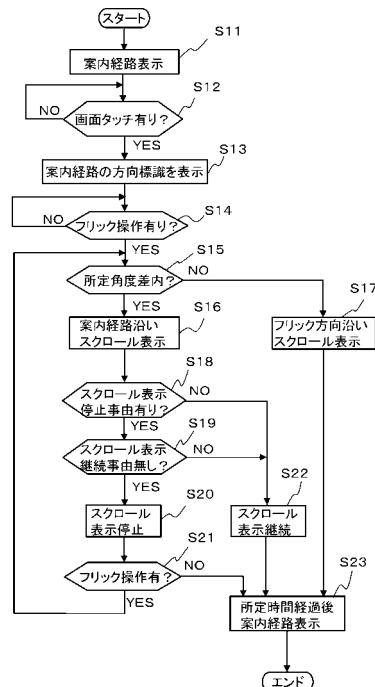 スタート
S11
案内経路表示
S12
NO
画面タッチ有り?
YES
S13
案内経路の方向標識を表示
S14
NO
フリック操作有り?
YES
S15
所定角度差内?
NO
YES
S16
S17
案内経路沿い
スクロール表示
フリック方向沿い
スクロール表示
S18
スクロール表示
停止事由有り?
NO
YES
S19
スクロール表示
継続事由無し?
NO
YES
S20
S22
スクロール
表示停止
スクロール
表示継続
S21
フリック操作有?
NO
S23
YES
所定時間経過後
案内経路表示
エンド